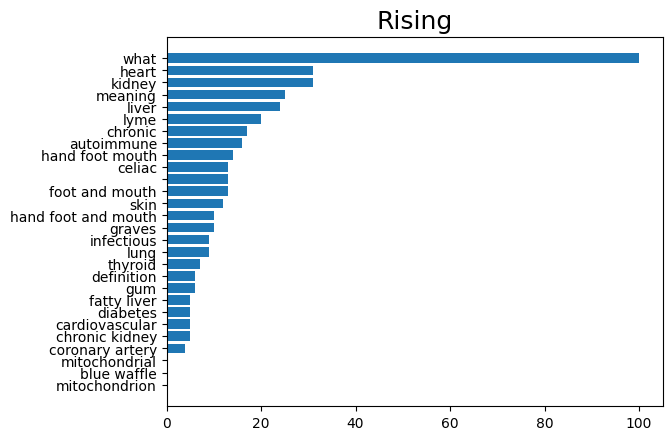 Rising
what
heart
kidney
meaning
liver
lyme
chronic
autoimmune
hand foot mouth
celiac
foot and mouth
skin
hand foot and mouth
graves
infectious
lung
thyroid
definition
gum
fatty liver
diabetes
cardiovascular
chronic kidney
coronary artery
mitochondrial
blue waffle
mitochondrion
0 20 40 60 80 100